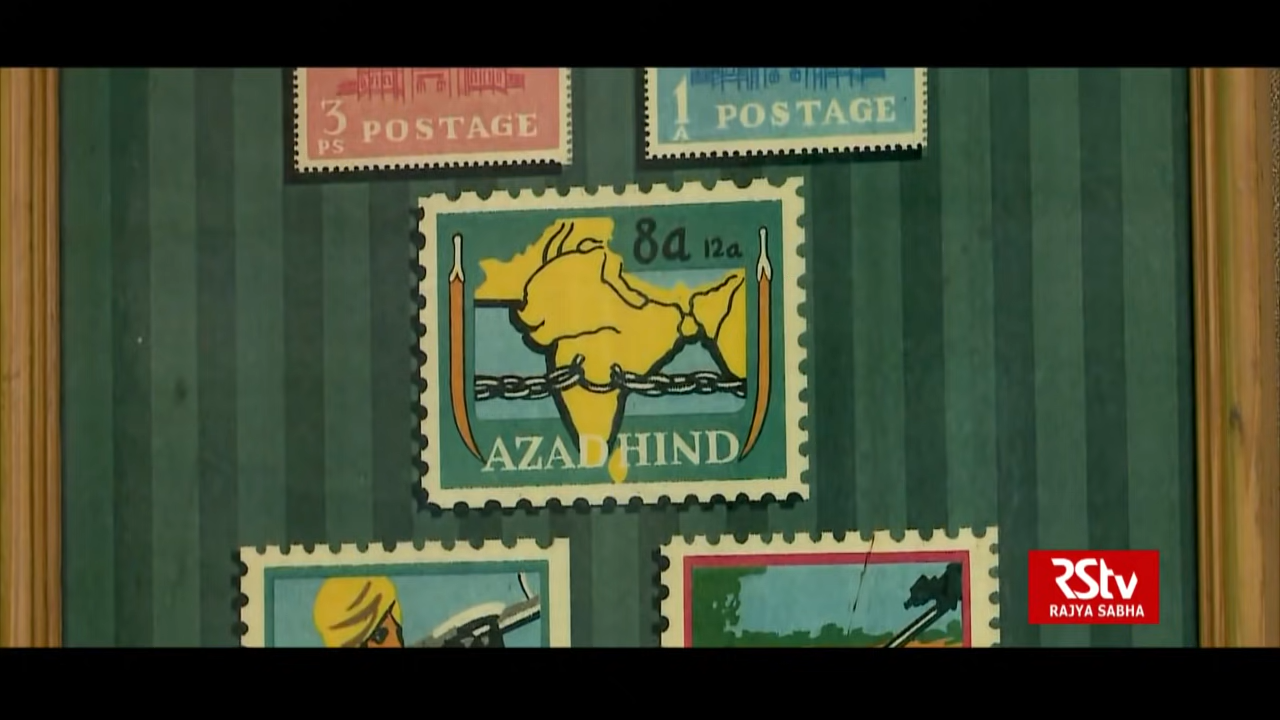 3
PS POSTAGE
1
A POSTAGE
8a 12a
AZAD HIND
RStv
RAJYA SABHA